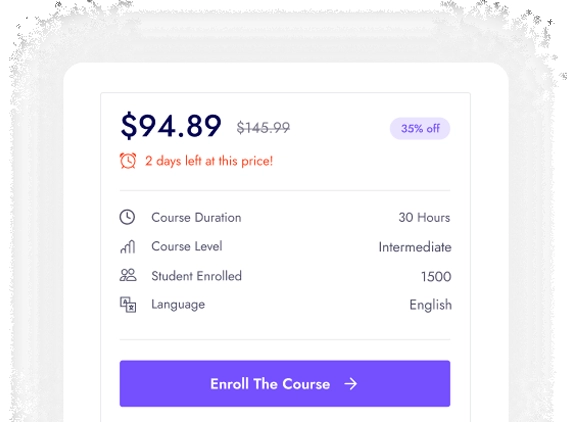 $94.89 $145.99 35% off
2 days left at this price!
Course Duration 30 Hours
Course Level Intermediate
Student Enrolled 1500
Language English
Enroll The Course →